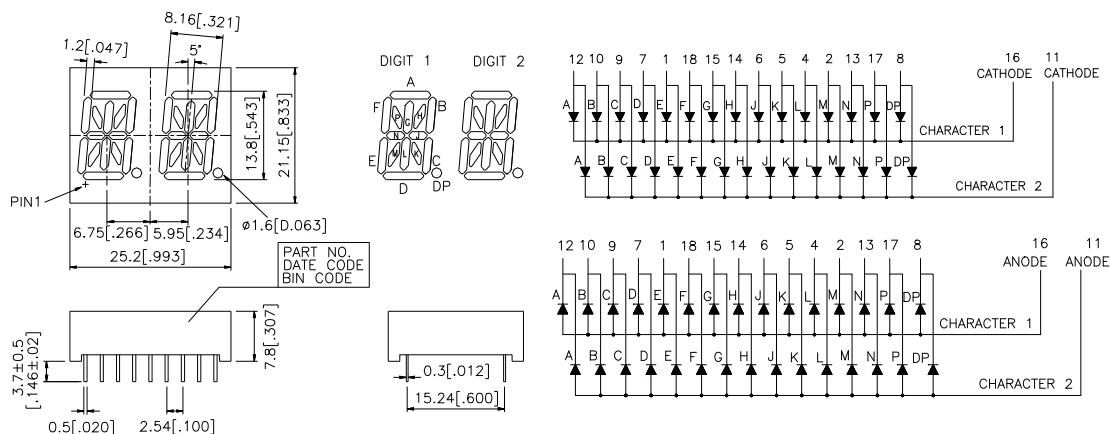 8.16[.321]
1.2[.047]
5°
13.8[.543]
21.15[.833]
PIN1
ø1.6[D.063]
6.75[.266]
5.95[.234]
25.2[.993]
PART NO.
DATE CODE
BIN CODE
3.7±0.5
[.146±.02]
7.8[.307]
0.5[.020]
2.54[.100]
0.3[.012]
15.24[.600]
DIGIT 1
DIGIT 2
A
F
B
P
G
H
N
M
L
K
E
C
D
DP
12 10 9 7 1 18 15 14 6 5 4 2 13 17 8
16
CATHODE
11
CATHODE
A B C D E F G H J K L M N P DP
CHARACTER 1
A B C D E F G H J K L M N P DP
CHARACTER 2
12 10 9 7 1 18 15 14 6 5 4 2 13 17 8
16
ANODE
11
ANODE
A B C D E F G H J K L M N P DP
CHARACTER 1
A B C D E F G H J K L M N P DP
CHARACTER 2